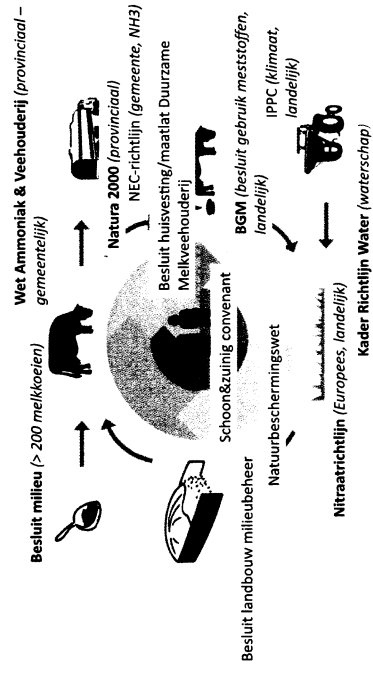 Besluit milieu (> 200 melkkoeien)
Wet Ammoniak & Veehouderij (provinciaal –
gemeentelijk)
Natura 2000 (provinciaal)
NEC-richtlijn (gemeente, NH3)
Besluit huisvesting/maatlat Duurzame
Melkveehouderij
Schoon&zuinig convenant
BGM (besluit gebruik meststoffen,
landelijk)
IPPC (klimaat,
landelijk)
Besluit landbouw milieubeheer
Natuurbeschermingswet
Nitraatrichtlijn (Europees, landelijk)
Kader Richtlijn Water (waterschap)